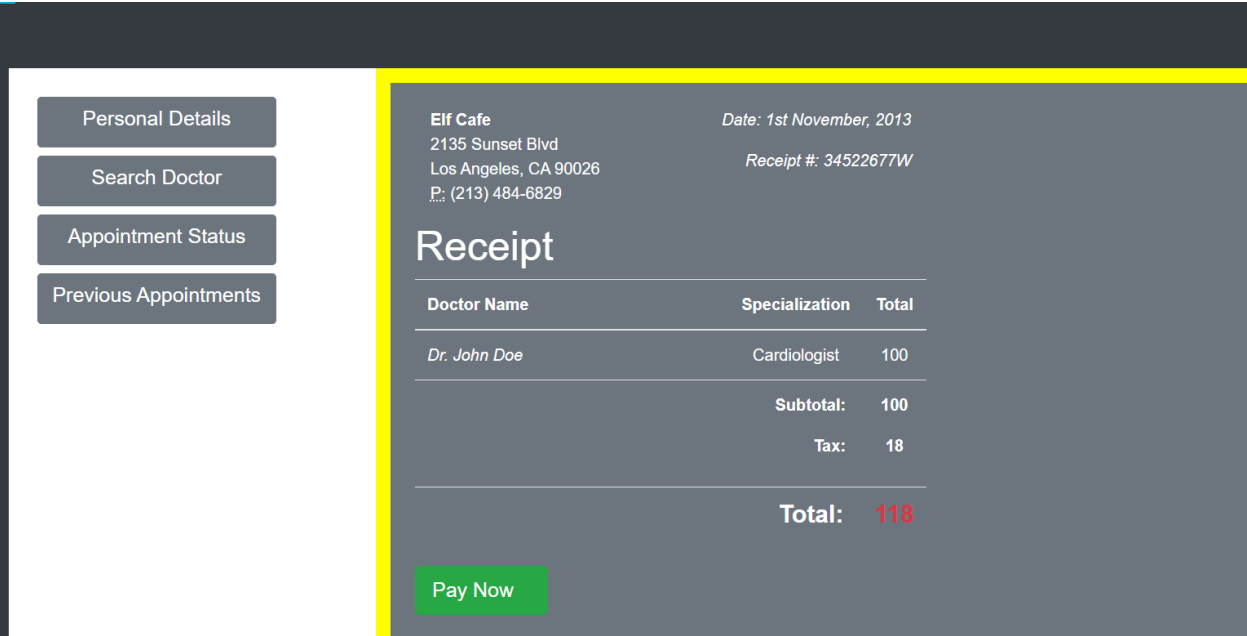 Personal Details
Search Doctor
Appointment Status
Previous Appointments
Elf Cafe
2135 Sunset Blvd
Los Angeles, CA 90026
P: (213) 484-6829
Date: 1st November, 2013
Receipt #: 34522677W
Receipt
Doctor Name Specialization Total
Dr. John Doe Cardiologist 100
Subtotal: 100
Tax: 18
Total: 118
Pay Now